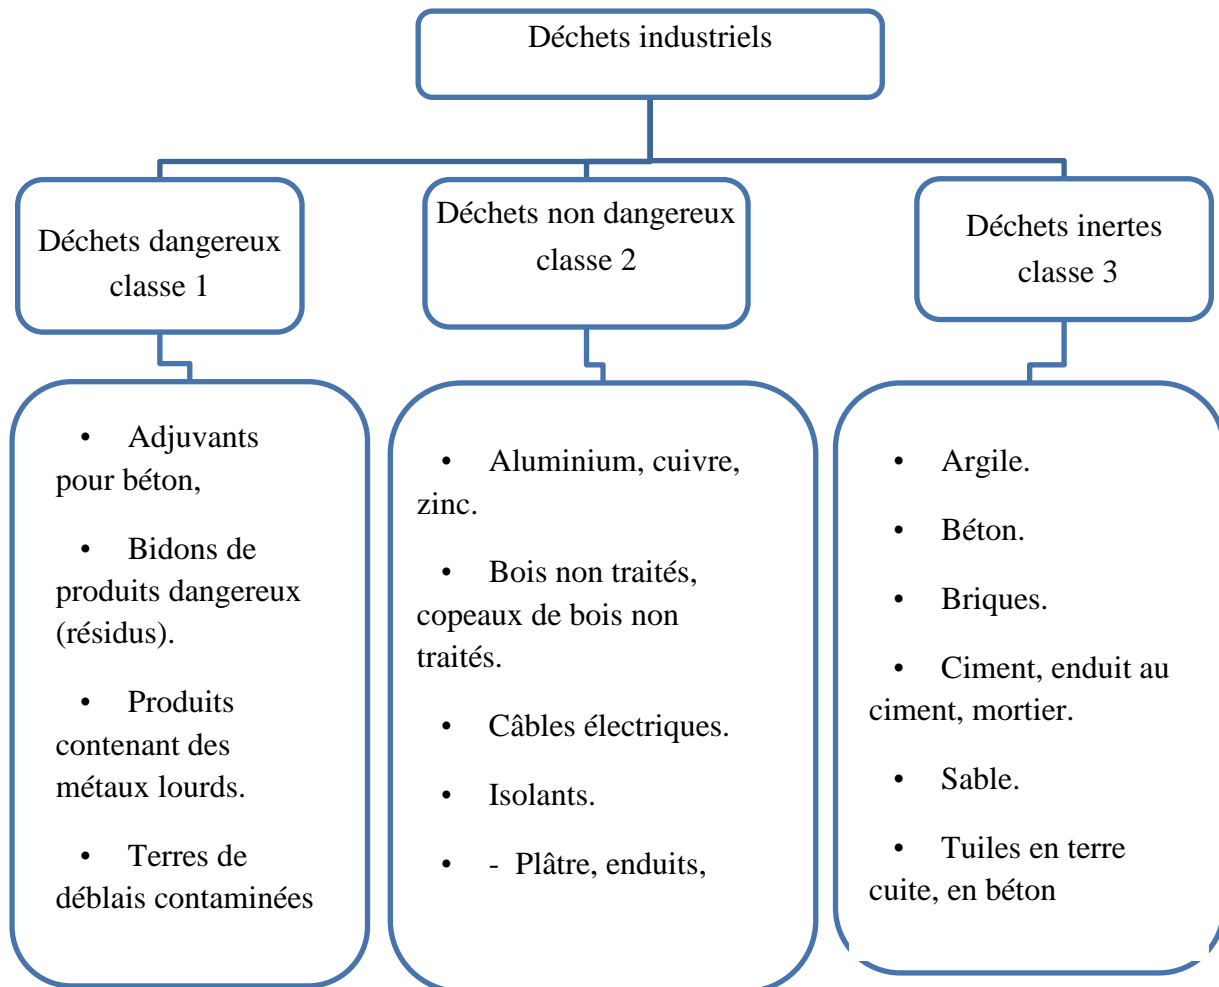 Déchets industriels
Déchets dangereux
classe 1
Déchets non dangereux
classe 2
Déchets inertes
classe 3
• Adjuvants
pour béton,
• Bidons de
produits dangereux
(résidus).
• Produits
contenant des
métaux lourds.
• Terres de
déblais contaminées
• Aluminium, cuivre,
zinc.
• Bois non traités,
copeaux de bois non
traités.
• Câbles électriques.
• Isolants.
• - Plâtre, enduits,
• Argile.
• Béton.
• Briques.
• Ciment, enduit au
ciment, mortier.
• Sable.
• Tuiles en terre
cuite, en béton